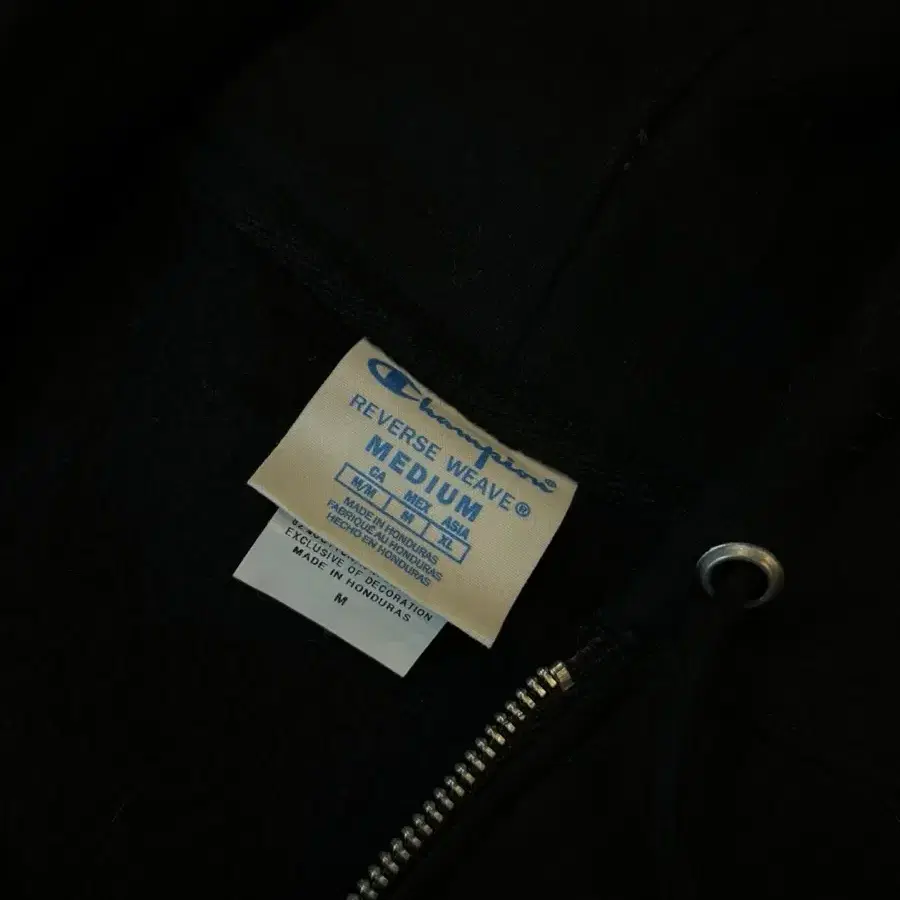 Champion®
REVERSE WEAVE®
MEDIUM
CA MEX ASIA
M/M M XL
MADE IN HONDURAS
FABRIQUÉ AU HONDURAS
HECHO EN HONDURAS
EXCLUSIVE OF DECORATION
MADE IN HONDURAS
M